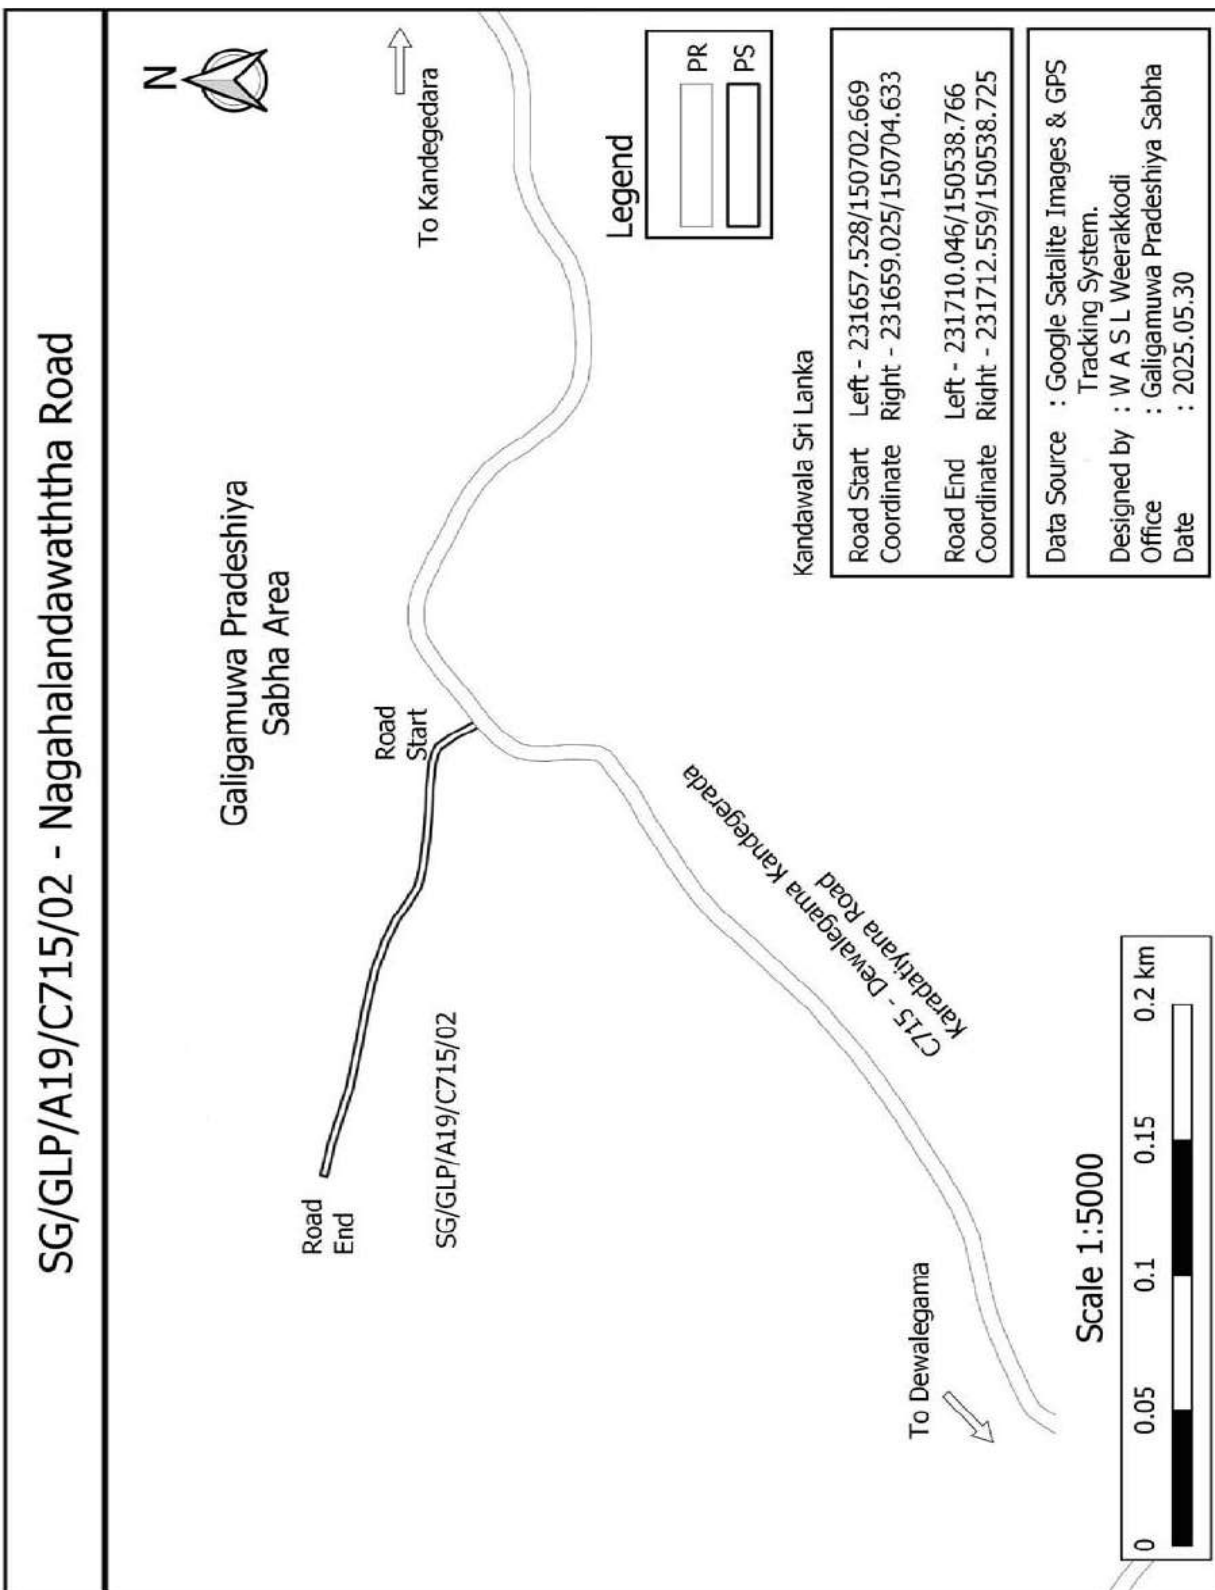 SG/GLP/A19/C715/02 - Nagahalandawaththa Road
N
Galigamuwa Pradeshiya
Sabha Area
To Kandegedara
Road
Start
Road
End
SG/GLP/A19/C715/02
Legend
PR
PS
C715 - Dewalegama Kandegerada
Karadatiyana Road
To Dewalegama
Kandawala Sri Lanka
Road Start Left - 231657.528/150702.669
Coordinate Right - 231659.025/150704.633
Road End Left - 231710.046/150538.766
Coordinate Right - 231712.559/150538.725
Data Source : Google Satalite Images & GPS
Tracking System.
Designed by : W A S L Weerakkodi
Office : Galigamuwa Pradeshiya Sabha
Date : 2025.05.30
Scale 1:5000
0 0.05 0.1 0.15 0.2 km